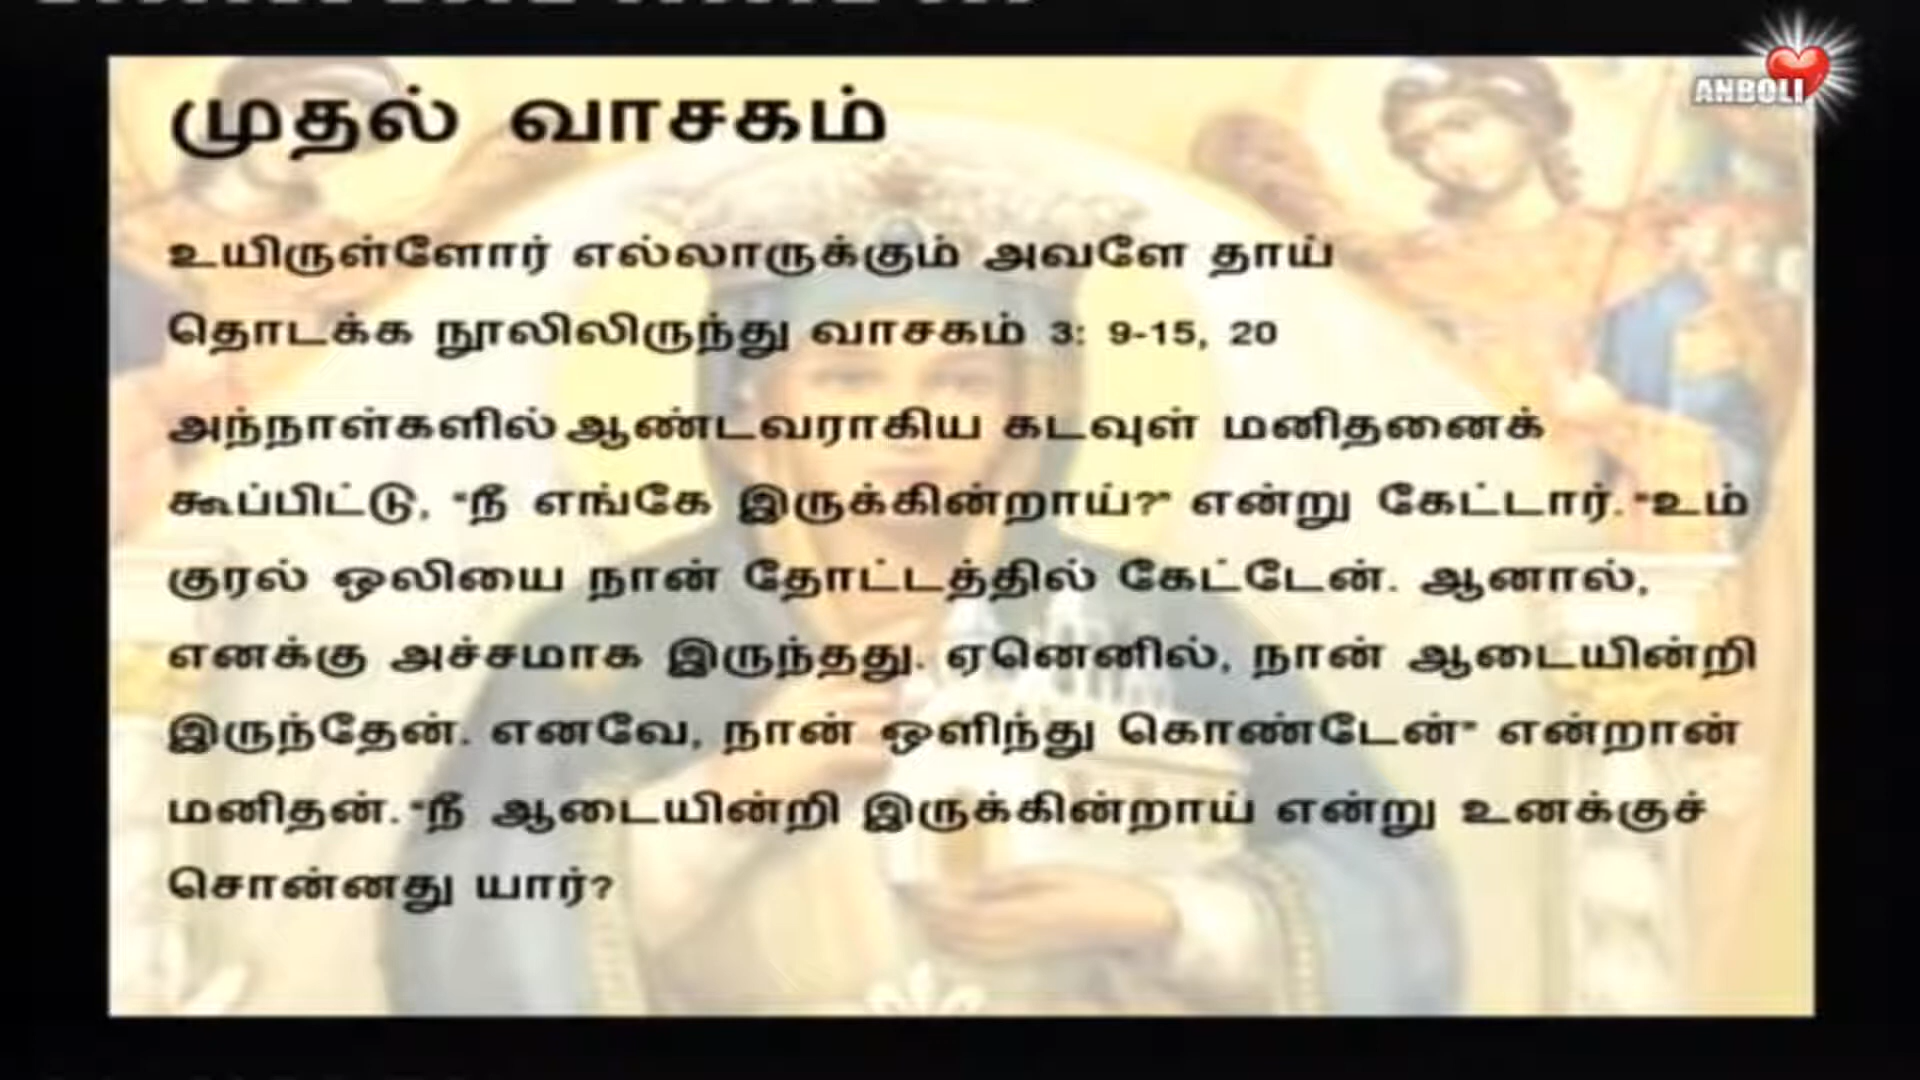 ANBOLI
முதல் வாசகம்
உயிருள்ளோர் எல்லாருக்கும் அவளே தாய்
தொடக்க நூலிலிருந்து வாசகம் 3: 9-15, 20
அந்நாள்களில் ஆண்டவராகிய கடவுள் மனிதனைக்
கூப்பிட்டு, “நீ எங்கே இருக்கின்றாய்?” என்று கேட்டார். “உம்
குரல் ஒலியை நான் தோட்டத்தில் கேட்டேன். ஆனால்,
எனக்கு அச்சமாக இருந்தது. ஏனெனில், நான் ஆடையின்றி
இருந்தேன். எனவே, நான் ஒளிந்து கொண்டேன்” என்றான்
மனிதன். “நீ ஆடையின்றி இருக்கின்றாய் என்று உனக்குச்
சொன்னது யார்?